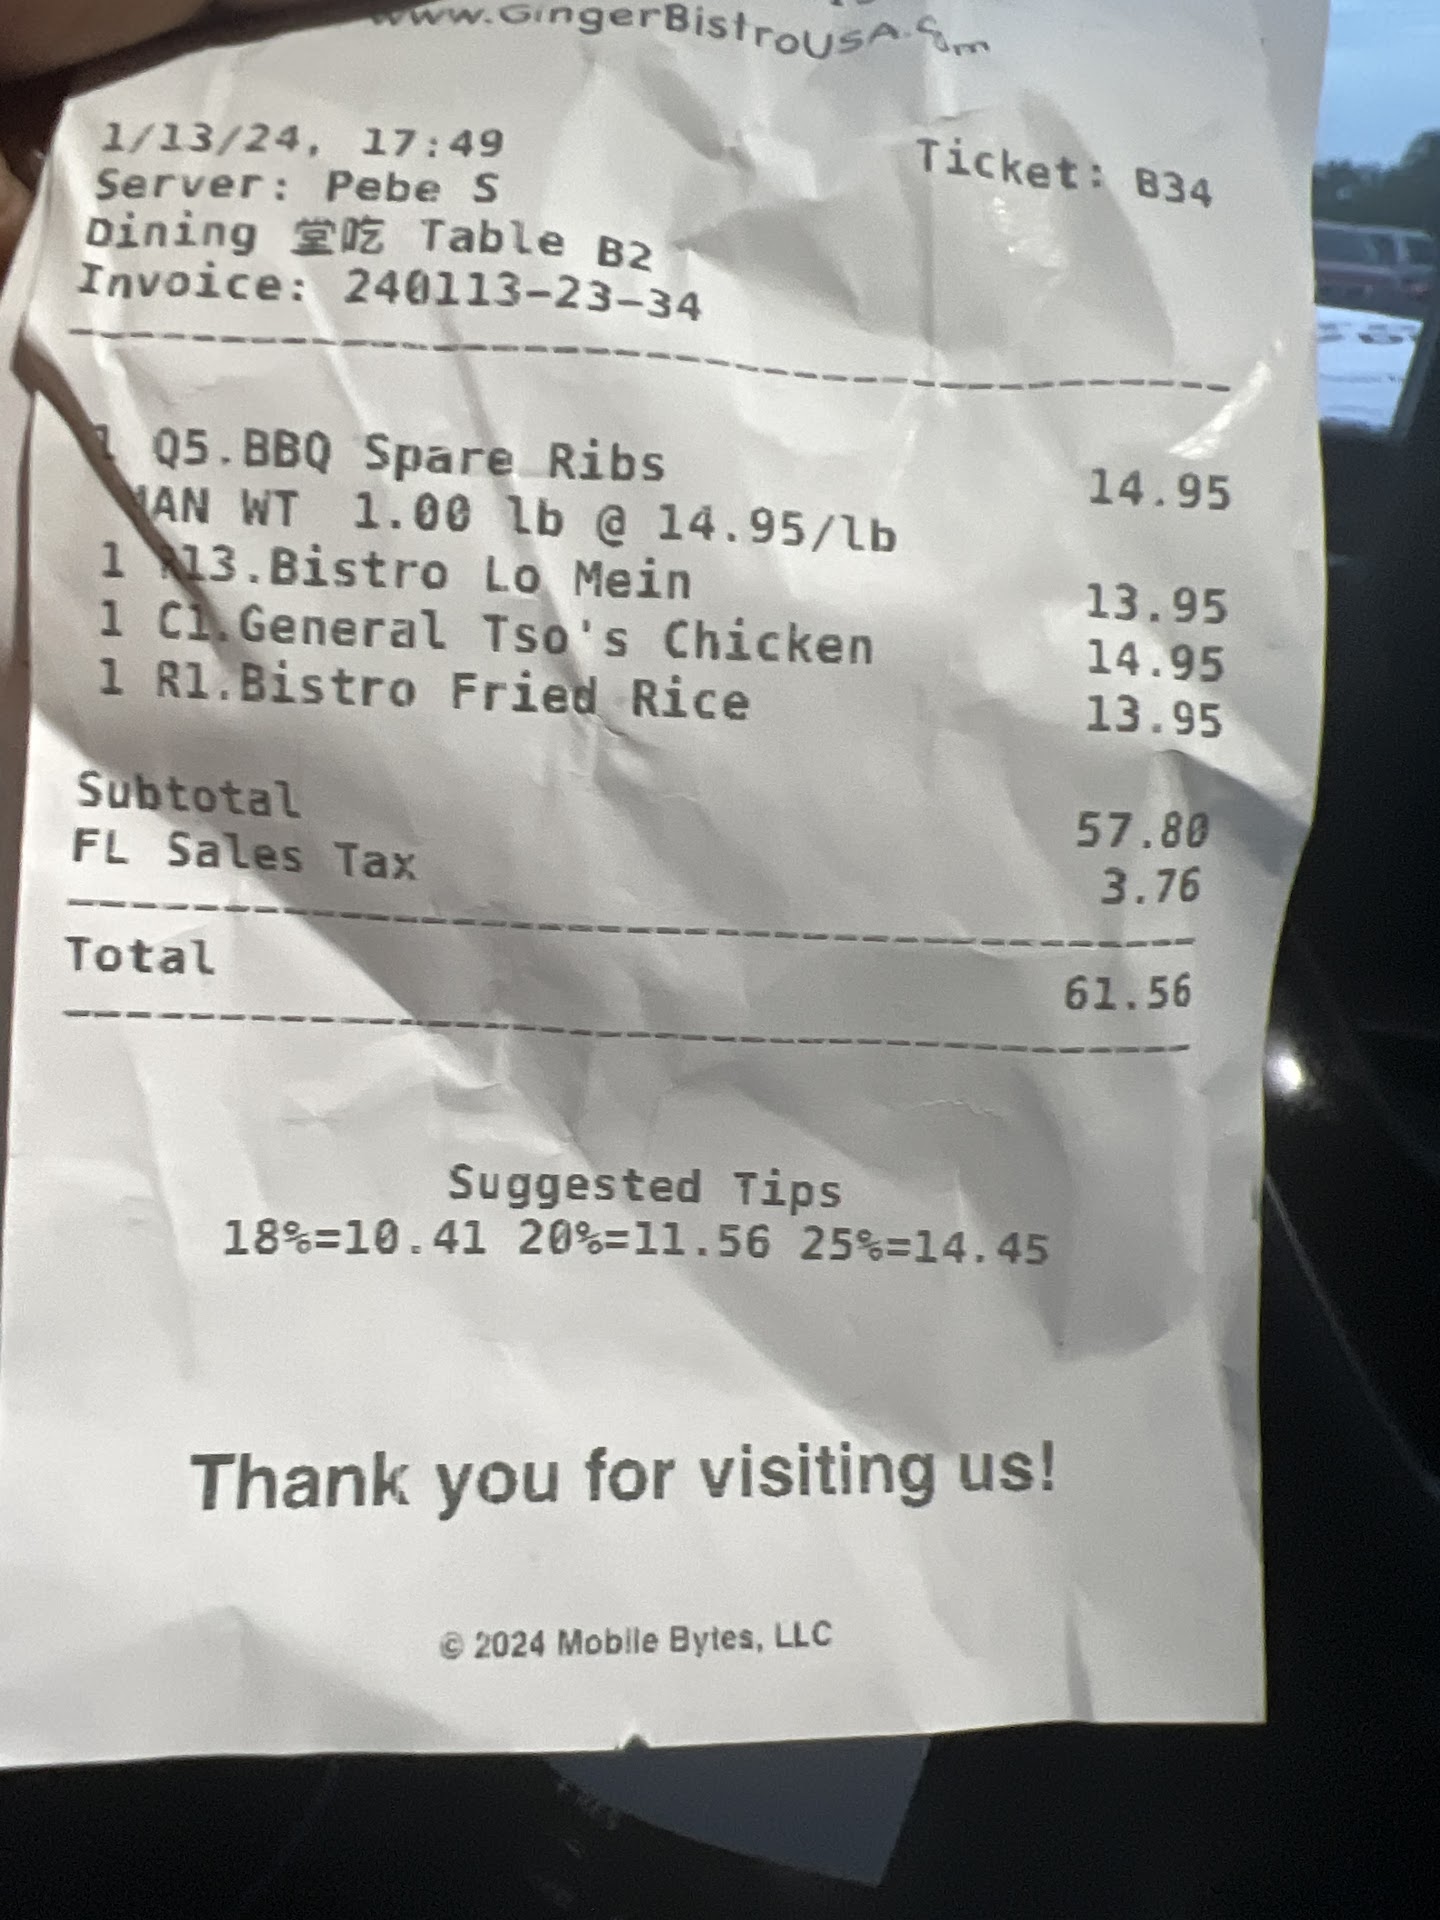 www.GingerBistroUSA.com
1/13/24, 17:49 Ticket: B34
Server: Pebe S
Dining 堂吃 Table B2
Invoice: 240113-23-34
1 Q5.BBQ Spare Ribs 14.95
MAN WT 1.00 lb @ 14.95/lb
1 R13.Bistro Lo Mein 13.95
1 C1.General Tso's Chicken 14.95
1 R1.Bistro Fried Rice 13.95
Subtotal 57.80
FL Sales Tax 3.76
Total 61.56
Suggested Tips
18%=10.41 20%=11.56 25%=14.45
Thank you for visiting us!
© 2024 Mobile Bytes, LLC